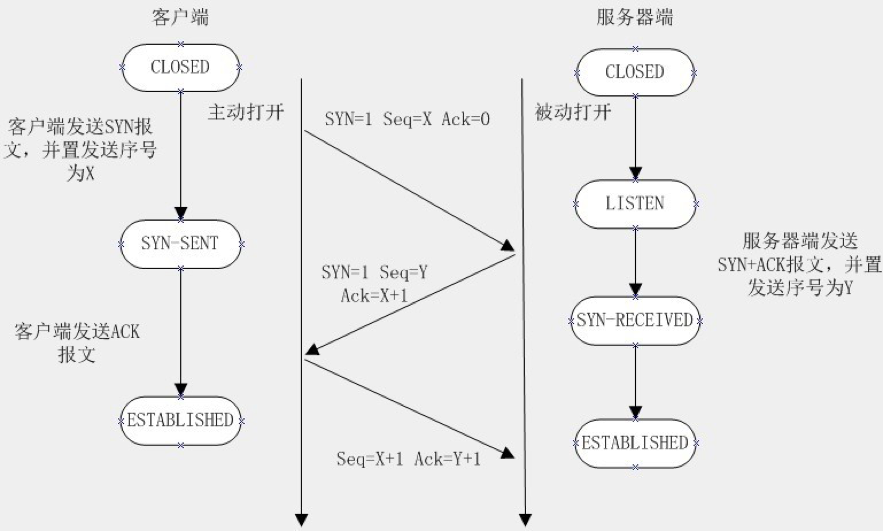 客户端
服务器端
CLOSED
CLOSED
主动打开
SYN=1 Seq=X Ack=0
被动打开
客户端发送SYN报
文，并置发送序号
为X
LISTEN
SYN-SENT
服务器端发送
SYN+ACK报文，并置
发送序号为Y
SYN=1 Seq=Y
Ack=X+1
SYN-RECEIVED
客户端发送ACK
报文
ESTABLISHED
ESTABLISHED
Seq=X+1 Ack=Y+1